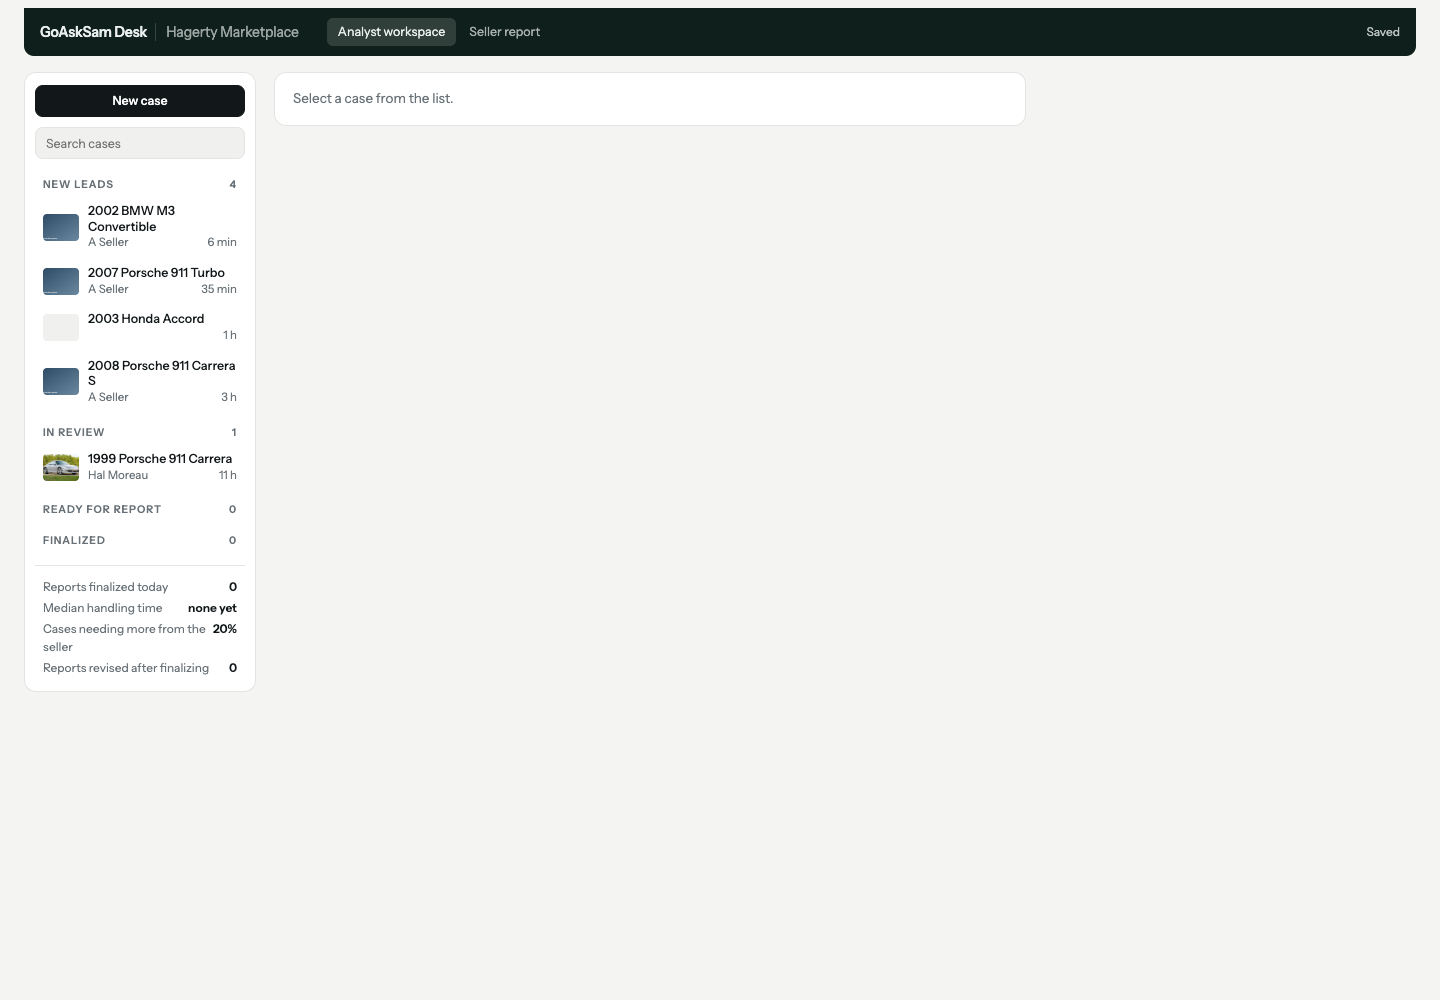 GoAskSam Desk
Hagerty Marketplace
Analyst workspace
Seller report
Saved
New case
Search cases
NEW LEADS 4
2002 BMW M3
Convertible
A Seller 6 min
2007 Porsche 911 Turbo
A Seller 35 min
2003 Honda Accord
1 h
2008 Porsche 911 Carrera
S
A Seller 3 h
IN REVIEW 1
1999 Porsche 911 Carrera
Hal Moreau 11 h
READY FOR REPORT 0
FINALIZED 0
Reports finalized today 0
Median handling time none yet
Cases needing more from the 20%
seller
Reports revised after finalizing 0
Select a case from the list.